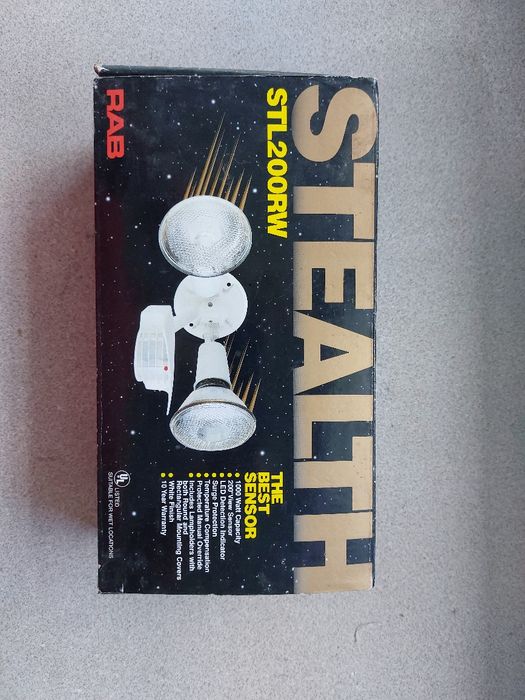 STEALTH
STL200RW
RAB
THE
BEST
SENSOR
• 1000 Watt Capacity
• 200° View Sensor
• LED Detection Indicator
• Surge Protection
• Temperature Compensation
• Protected Manual Override
• Includes Lampholders with
both Round and
Rectangular Mounting Covers
• White Finish
• 10 Year Warranty
UL
LISTED
SUITABLE FOR WET LOCATIONS